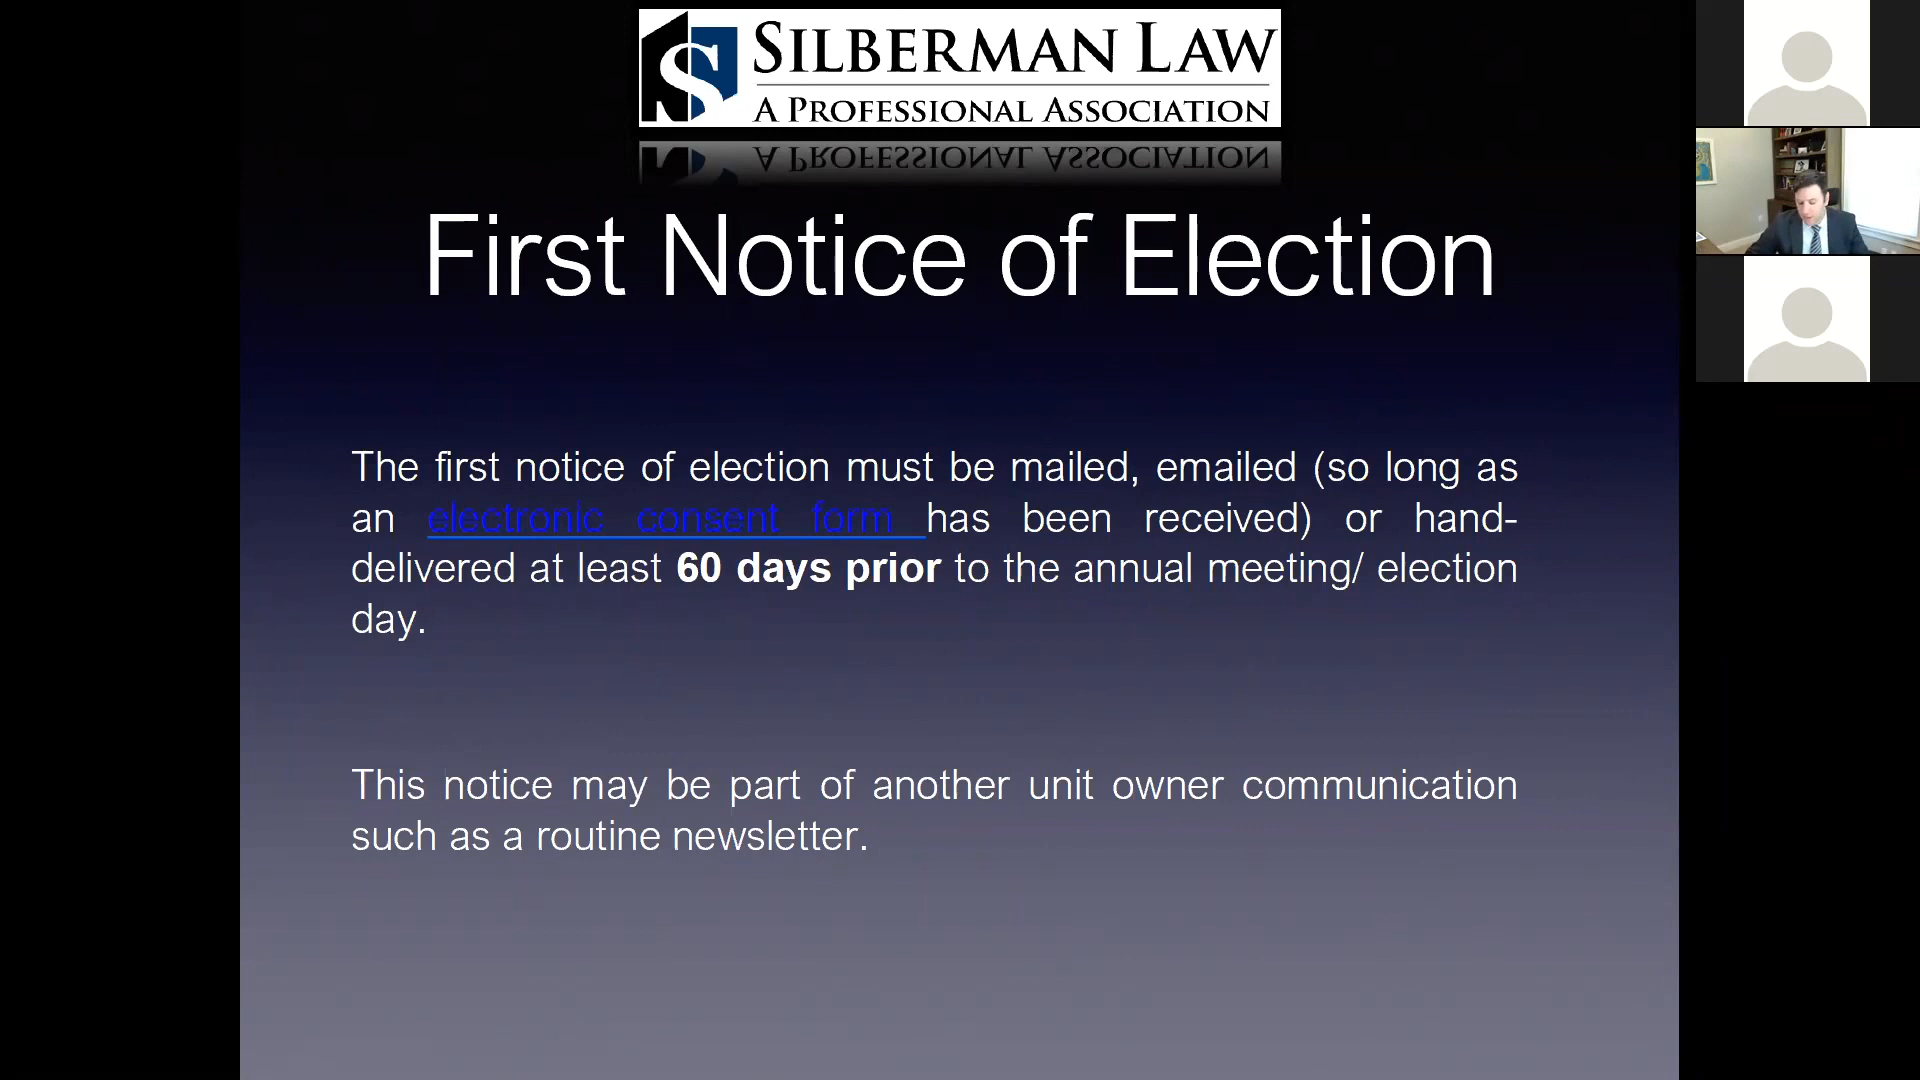 SILBERMAN LAW
A PROFESSIONAL ASSOCIATION
First Notice of Election
The first notice of election must be mailed, emailed (so long as
an electronic consent form has been received) or hand-
delivered at least 60 days prior to the annual meeting/ election
day.
This notice may be part of another unit owner communication
such as a routine newsletter.